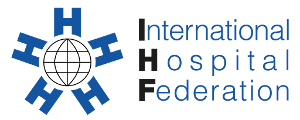 H H H H H
International
Hospital
Federation